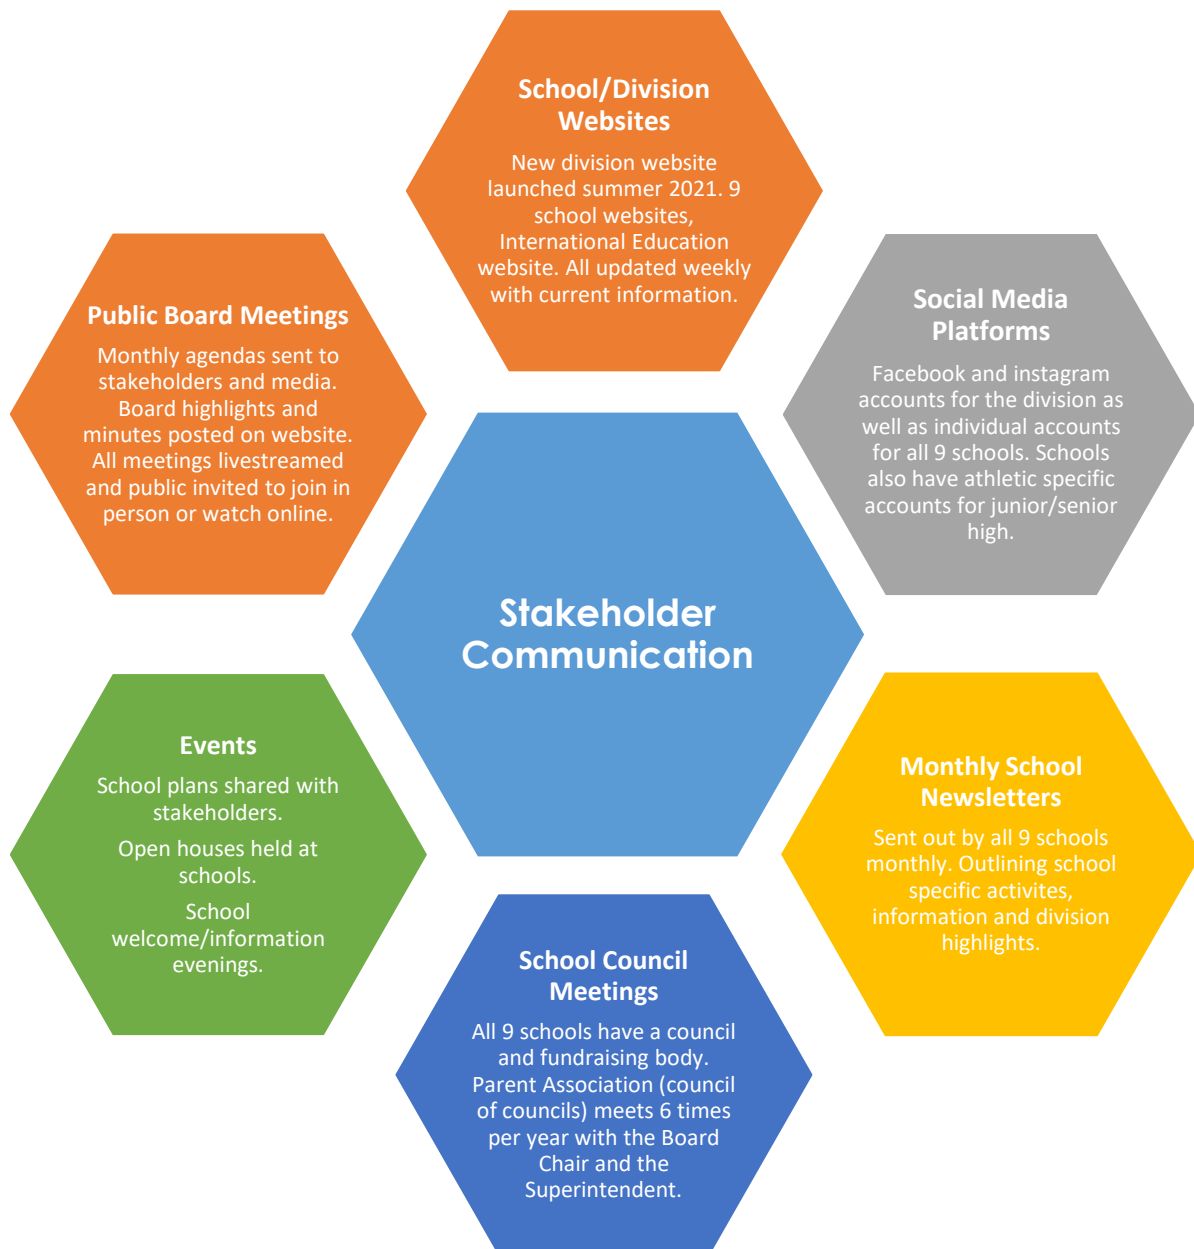 School/Division
Websites
New division website
launched summer 2021. 9
school websites,
International Education
website. All updated weekly
with current information.
Social Media
Platforms
Facebook and instagram
accounts for the division as
well as individual accounts
for all 9 schools. Schools
also have athletic specific
accounts for junior/senior
high.
Public Board Meetings
Monthly agendas sent to
stakeholders and media.
Board highlights and
minutes posted on website.
All meetings livestreamed
and public invited to join in
person or watch online.
Stakeholder
Communication
Events
School plans shared with
stakeholders.
Open houses held at
schools.
School
welcome/information
evenings.
Monthly School
Newsletters
Sent out by all 9 schools
monthly. Outlining school
specific activites,
information and division
highlights.
School Council
Meetings
All 9 schools have a council
and fundraising body.
Parent Association (council
of councils) meets 6 times
per year with the Board
Chair and the
Superintendent.